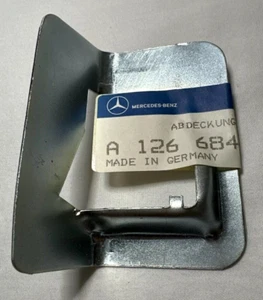 MERCEDES-BENZ
ABDECKUNG
A 126 684
MADE IN GERMANY